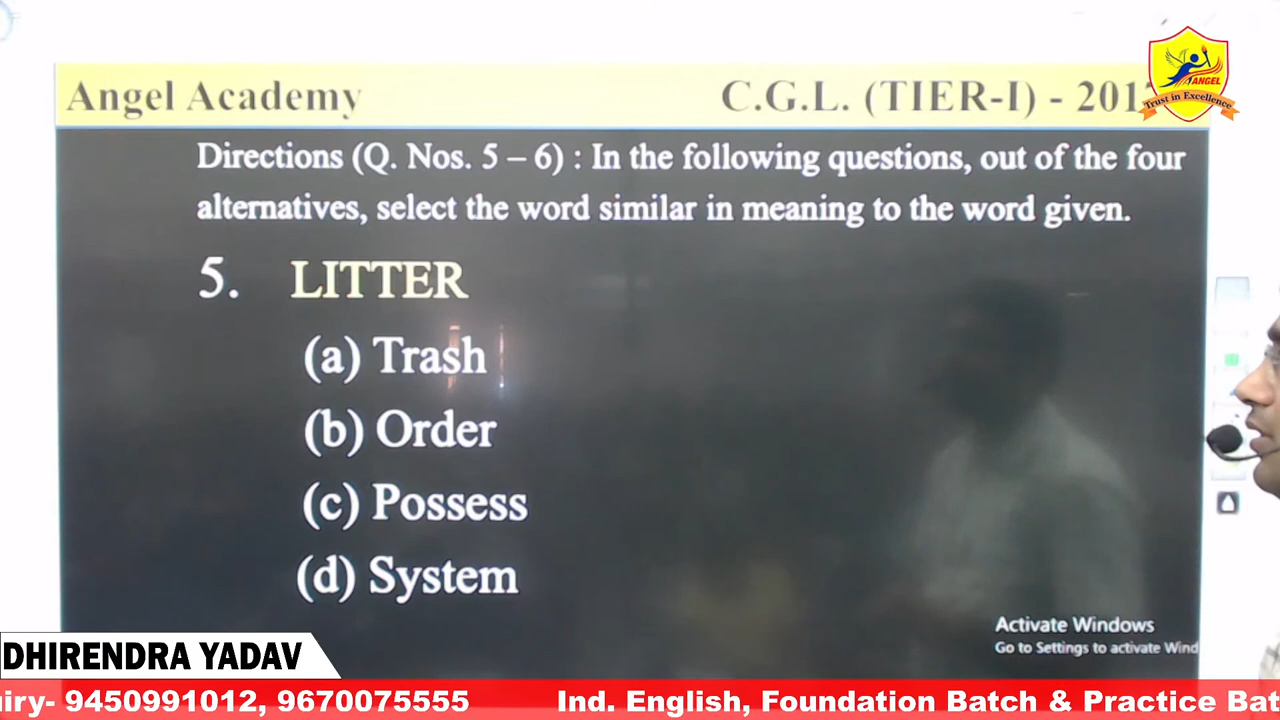 Angel Academy
C.G.L. (TIER-I) - 201
ANGEL
Trust in Excellence
Directions (Q. Nos. 5 – 6) : In the following questions, out of the four
alternatives, select the word similar in meaning to the word given.
5. LITTER
(a) Trash
(b) Order
(c) Possess
(d) System
Activate Windows
Go to Settings to activate Wind
DHIRENDRA YADAV
iry- 9450991012, 9670075555 Ind. English, Foundation Batch & Practice Bat